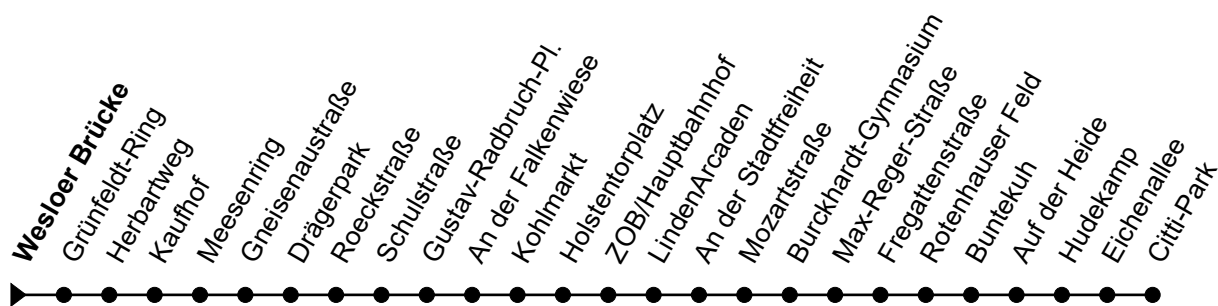 Wesloer Brücke
Grünfeldt-Ring
Herbartweg
Kaufhof
Meesenring
Gneisenaustraße
Drägerpark
Roeckstraße
Schulstraße
Gustav-Radbruch-Pl.
An der Falkenwiese
Kohlmarkt
Holstentorplatz
ZOB/Hauptbahnhof
LindenArcaden
An der Stadtfreiheit
Mozartstraße
Burckhardt-Gymnasium
Max-Reger-Straße
Fregattenstraße
Rotenhauser Feld
Buntekuh
Auf der Heide
Hudekamp
Eichenallee
Citti-Park